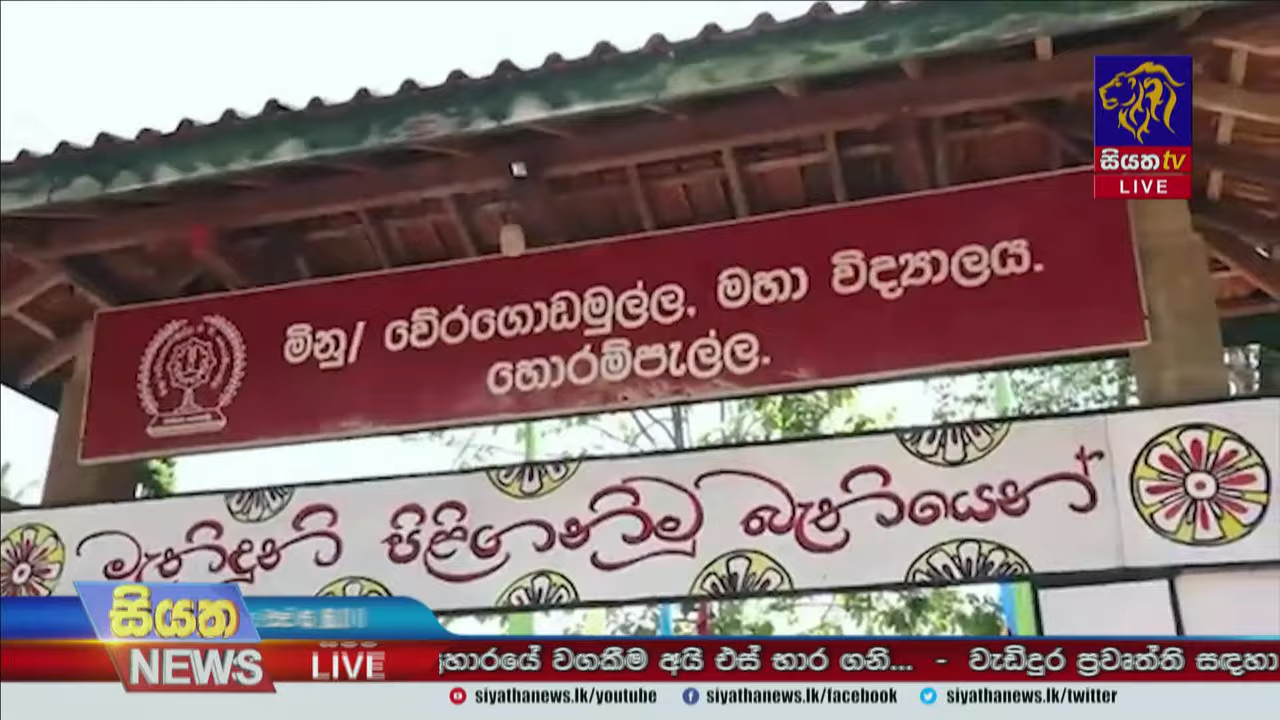 සියත tv
LIVE
මිනු/ වේරගොඩමුල්ල, මහා විද්‍යාලය.
හොරම්පැල්ල.
මැතිඳුනි පිළිගනිමු බැතියෙන්
සියත
NEWS
LIVE
හාරයේ වගකීම අයි එස් භාර ගනි... - වැඩිදුර ප්‍රවෘත්ති සඳහා
siyathanews.lk/youtube siyathanews.lk/facebook siyathanews.lk/twitter